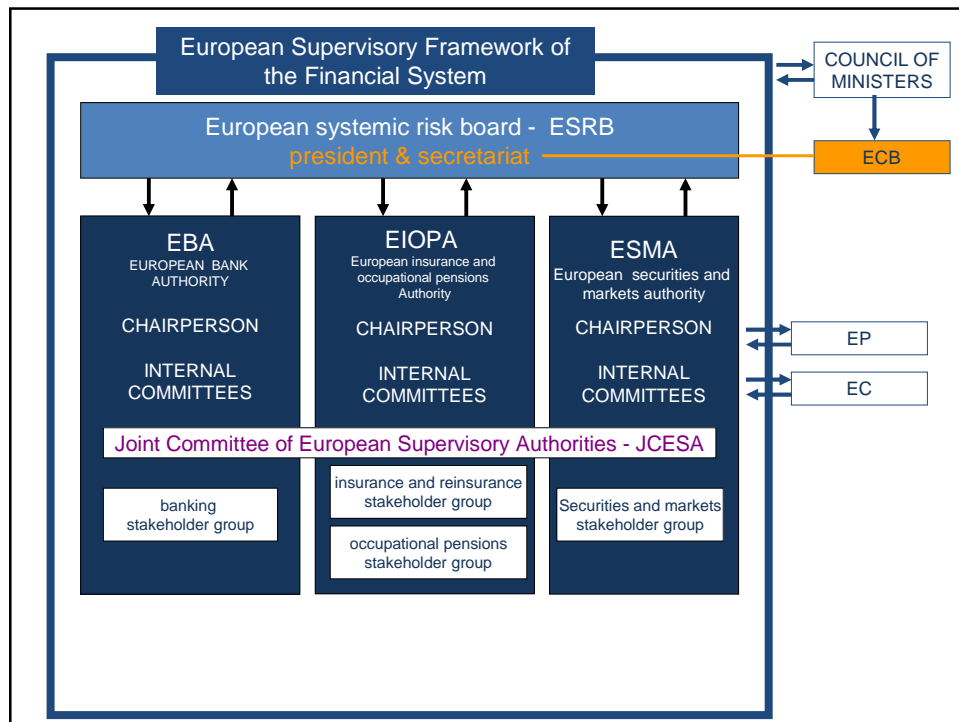 European Supervisory Framework of
the Financial System
COUNCIL OF
MINISTERS
European systemic risk board - ESRB
president & secretariat
ECB
EBA
EUROPEAN BANK
AUTHORITY
CHAIRPERSON
INTERNAL
COMMITTEES
EIOPA
European insurance and
occupational pensions
Authority
CHAIRPERSON
INTERNAL
COMMITTEES
ESMA
European securities and
markets authority
CHAIRPERSON
INTERNAL
COMMITTEES
EP
EC
Joint Committee of European Supervisory Authorities - JCESA
banking
stakeholder group
insurance and reinsurance
stakeholder group
occupational pensions
stakeholder group
Securities and markets
stakeholder group